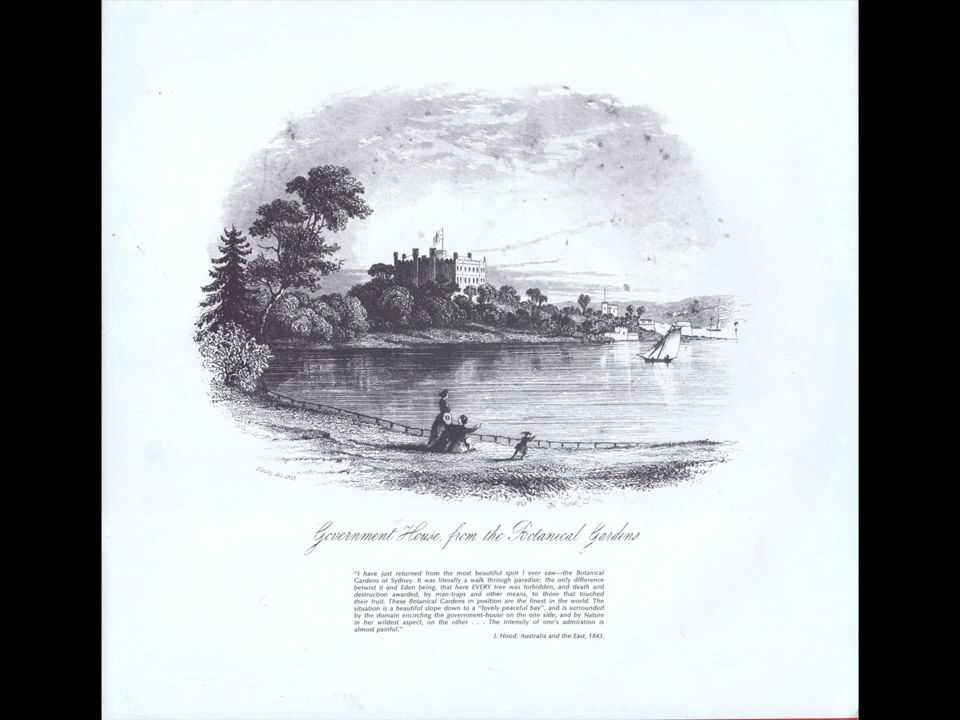 Government House, from the Botanical Gardens
"I have just returned from the most beautiful spot I ever saw—the Botanical
Gardens of Sydney. It was literally a walk through paradise; the only difference
betwixt it and Eden being, that here EVERY tree was forbidden, and death and
destruction awarded, by man-traps and other means, to those that touched
their fruit. These Botanical Gardens in position are the finest in the world. The
situation is a beautiful slope down to a "lovely peaceful bay", and is surrounded
by the domain encircling the government-house on the one side, and by Nature
in her wildest aspect, on the other . . . The intensity of one's admiration is
almost painful."
J. Hood, Australia and the East, 1843.